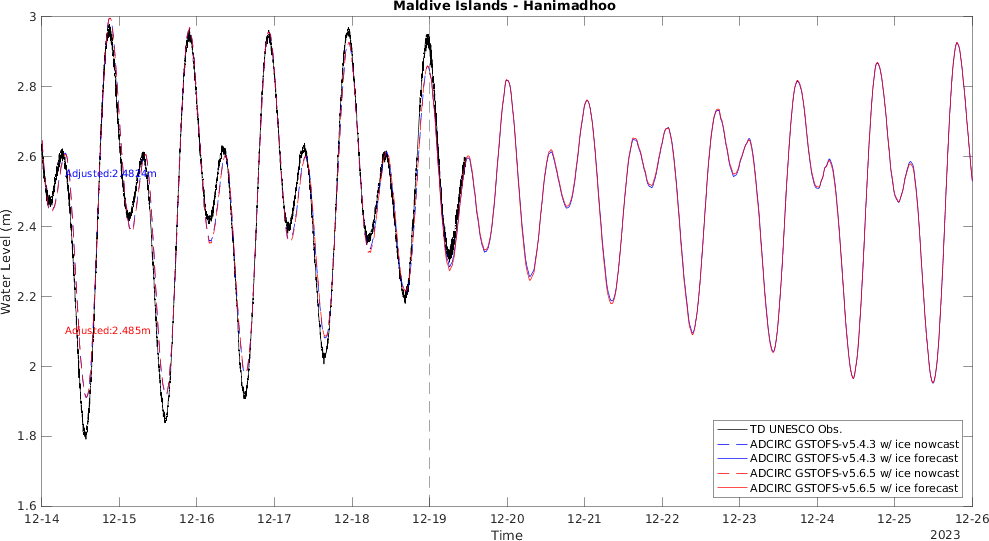 Maldive Islands - Hanimadhoo
Water Level (m)
3
2.8
2.6
2.4
2.2
2
1.8
1.6
Adjusted:2.4824m
Adjusted:2.485m
TD UNESCO Obs.
ADCIRC GSTOFS-v5.4.3 w/ ice nowcast
ADCIRC GSTOFS-v5.4.3 w/ ice forecast
ADCIRC GSTOFS-v5.6.5 w/ ice nowcast
ADCIRC GSTOFS-v5.6.5 w/ ice forecast
12-14 12-15 12-16 12-17 12-18 12-19 12-20 12-21 12-22 12-23 12-24 12-25 12-26
Time
2023